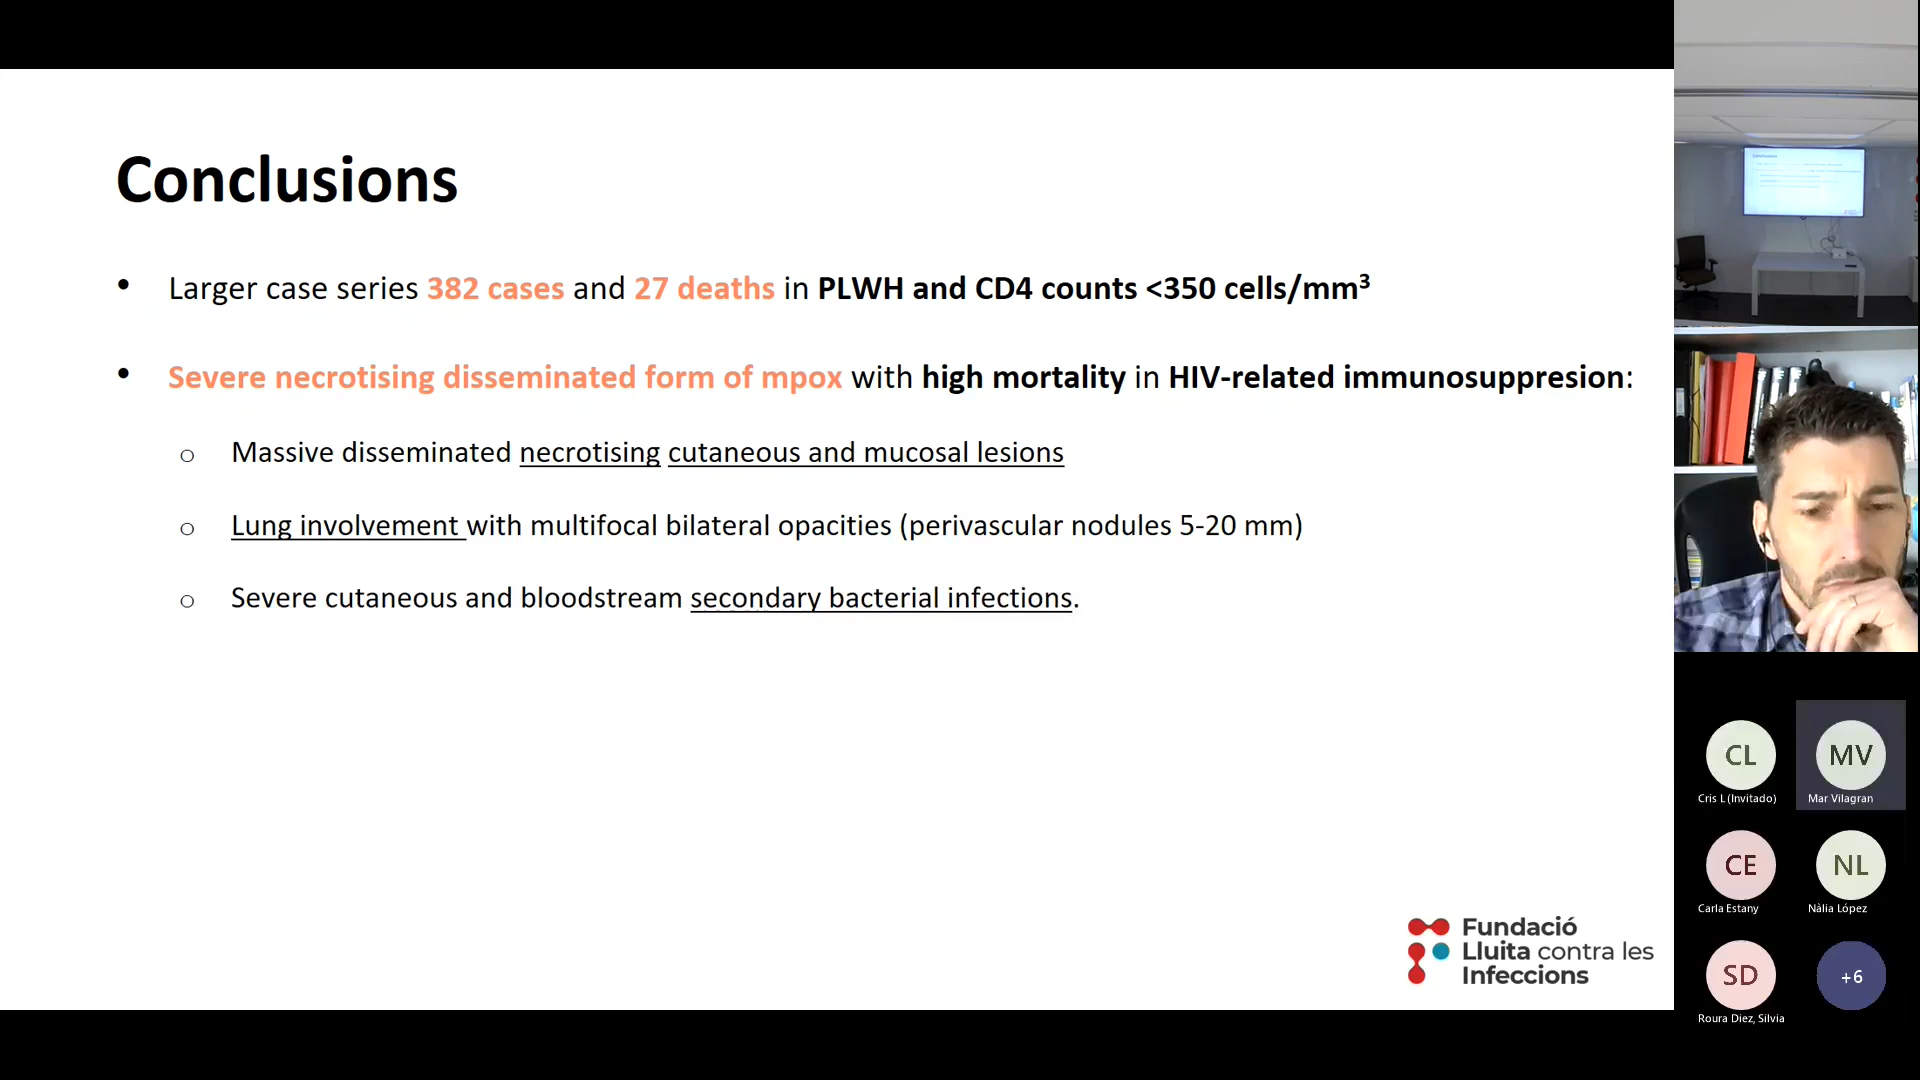 Conclusions
• Larger case series 382 cases and 27 deaths in PLWH and CD4 counts <350 cells/mm³
• Severe necrotising disseminated form of mpox with high mortality in HIV-related immunosuppresion:
o Massive disseminated necrotising cutaneous and mucosal lesions
o Lung involvement with multifocal bilateral opacities (perivascular nodules 5-20 mm)
o Severe cutaneous and bloodstream secondary bacterial infections.
Fundació
Lluita contra les
Infeccions
CL
Cris L (Invitado)
MV
Mar Vilagran
CE
Carla Estany
NL
Nàlia López
SD
Roura Diez, Silvia
+6